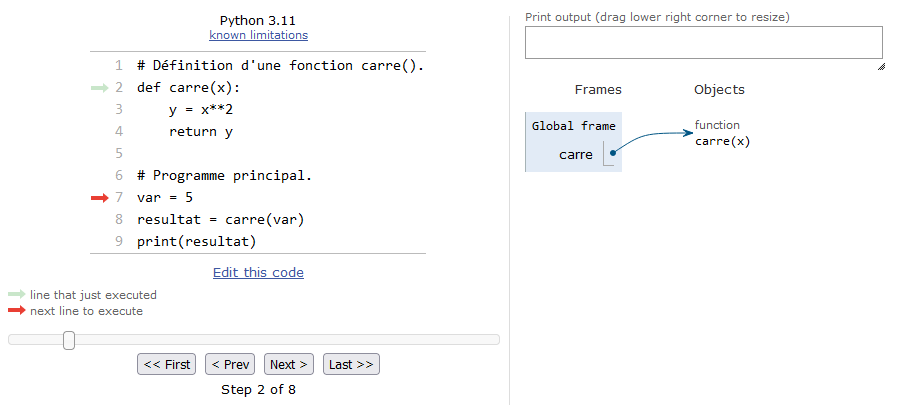 Python 3.11
known limitations
1 # Définition d'une fonction carre().
2 def carre(x):
3     y = x**2
4     return y
5
6 # Programme principal.
7 var = 5
8 resultat = carre(var)
9 print(resultat)
Edit this code
line that just executed
next line to execute
<< First < Prev Next > Last >>
Step 2 of 8
Print output (drag lower right corner to resize)
Frames Objects
Global frame
carre
function
carre(x)